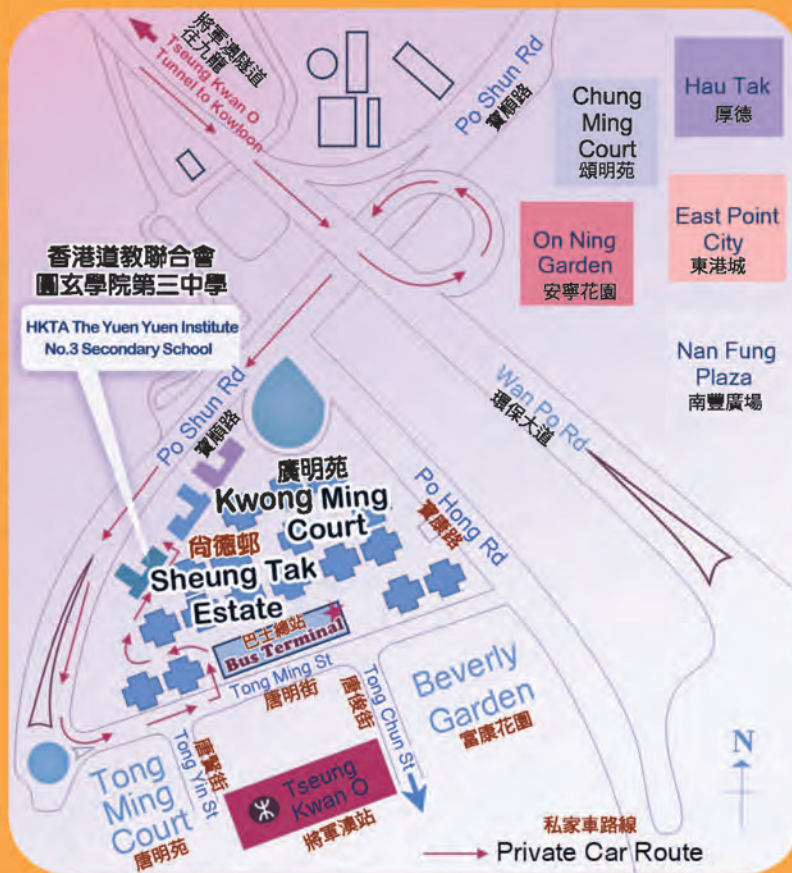 將軍澳隧道
往九龍
Tseung Kwan O
Tunnel to Kowloon
Po Shun Rd
寶順路
Chung
Ming
Court
頌明苑
Hau Tak
厚德
On Ning
Garden
安寧花園
East Point
City
東港城
Nan Fung
Plaza
南豐廣場
香港道教聯合會
圓玄學院第三中學
HKTA The Yuen Yuen Institute
No.3 Secondary School
Po Shun Rd
寶順路
Wan Po Rd
環保大道
廣明苑
Kwong Ming
Court
Po Hong Rd
寶康路
尚德邨
Sheung Tak
Estate
巴士總站
Bus Terminal
Tong Ming St
唐明街
Tong Chun St
唐俊街
Beverly
Garden
富康花園
Tong Yin St
唐賢街
Tong
Ming
Court
唐明苑
Tseung
Kwan O
將軍澳站
N
私家車路線
Private Car Route